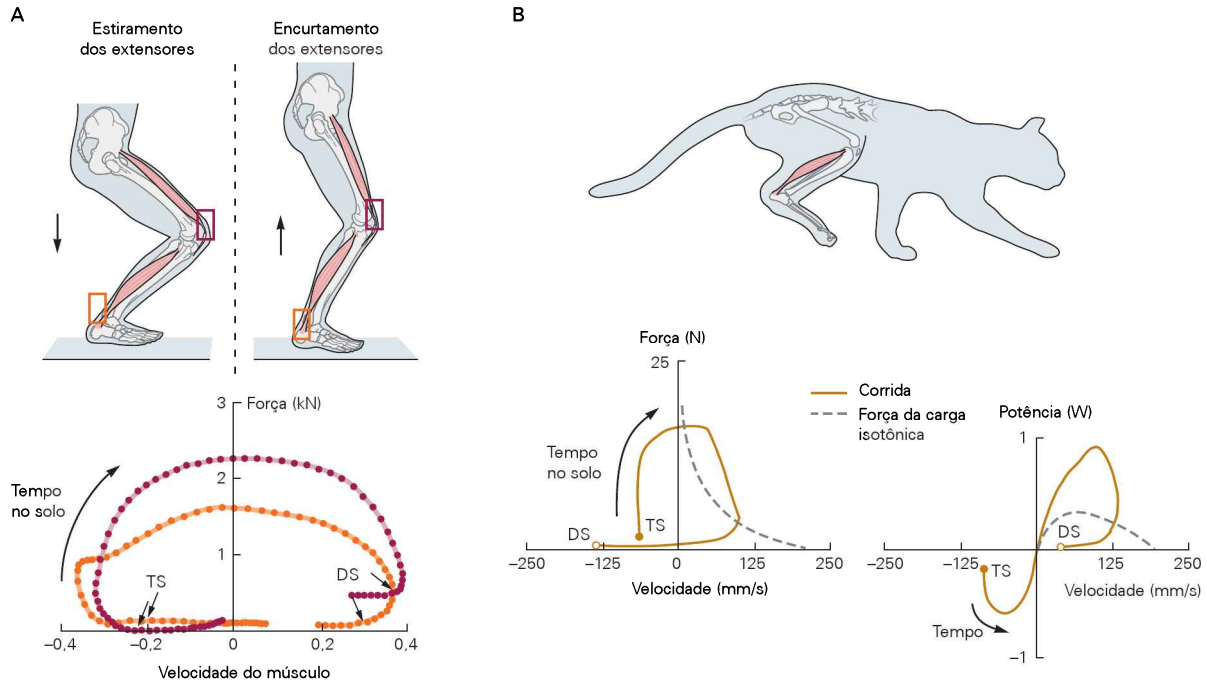 A
Estiramento
dos extensores
Encurtamento
dos extensores
3
Força (kN)
2
1
Tempo
no solo
TS
DS
–0,4
–0,2
0
0,2
0,4
Velocidade do músculo
B
Força (N)
25
Corrida
Força da carga
isotônica
Tempo
no solo
DS
TS
–250
–125
0
125
250
Velocidade (mm/s)
Potência (W)
1
DS
–250
–125
0
125
250
TS
Velocidade (mm/s)
Tempo
–1